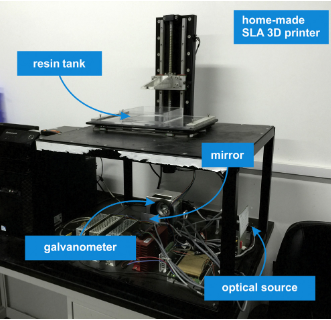 home-made
SLA 3D printer
resin tank
mirror
galvanometer
optical source